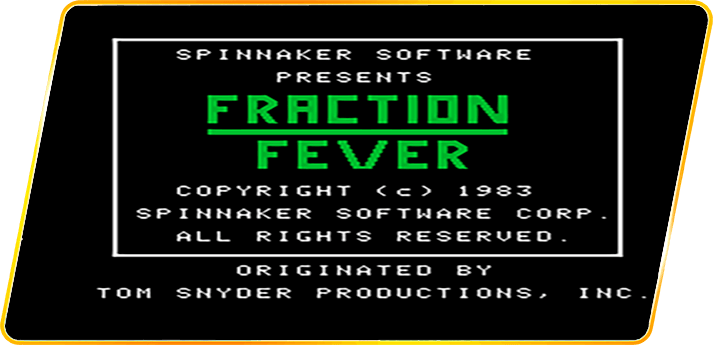 SPINNAKER SOFTWARE
PRESENTS
FRACTION
FEVER
COPYRIGHT (c) 1983
SPINNAKER SOFTWARE CORP.
ALL RIGHTS RESERVED.
ORIGINATED BY
TOM SNYDER PRODUCTIONS, INC.